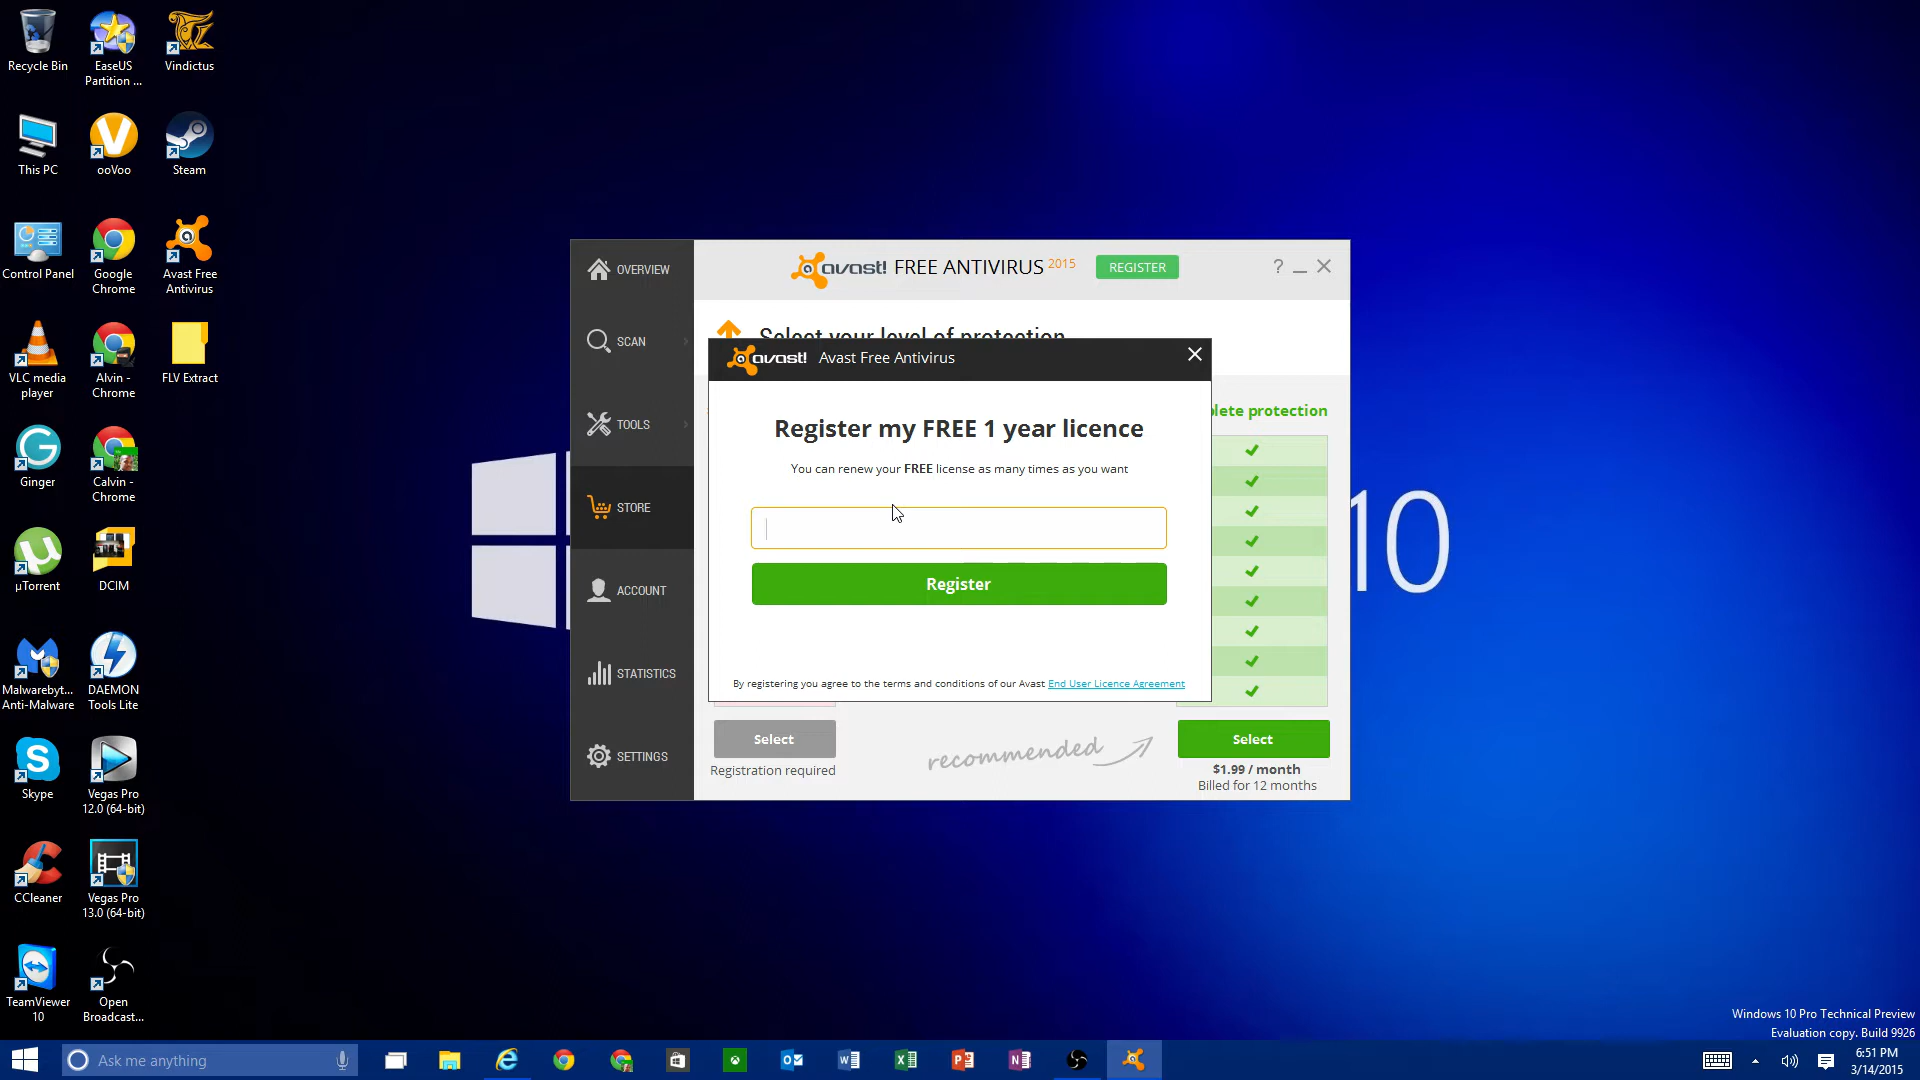 Recycle Bin
EaseUS
Partition ...
Vindictus
This PC
ooVoo
Steam
Control Panel
Google
Chrome
Avast Free
Antivirus
VLC media
player
Alvin -
Chrome
FLV Extract
Ginger
Calvin -
Chrome
µTorrent
DCIM
Malwarebyt...
Anti-Malware
DAEMON
Tools Lite
Skype
Vegas Pro
12.0 (64-bit)
CCleaner
Vegas Pro
13.0 (64-bit)
TeamViewer
10
Open
Broadcast...
OVERVIEW
SCAN
TOOLS
STORE
ACCOUNT
STATISTICS
SETTINGS
avast! FREE ANTIVIRUS 2015
REGISTER
?
Select your level of protection
avast! Avast Free Antivirus
Register my FREE 1 year licence
You can renew your FREE license as many times as you want
Register
By registering you agree to the terms and conditions of our Avast End User Licence Agreement
plete protection
Select
Registration required
recommended
Select
$1.99 / month
Billed for 12 months
10
Windows 10 Pro Technical Preview
Evaluation copy. Build 9926
Ask me anything
6:51 PM
3/14/2015